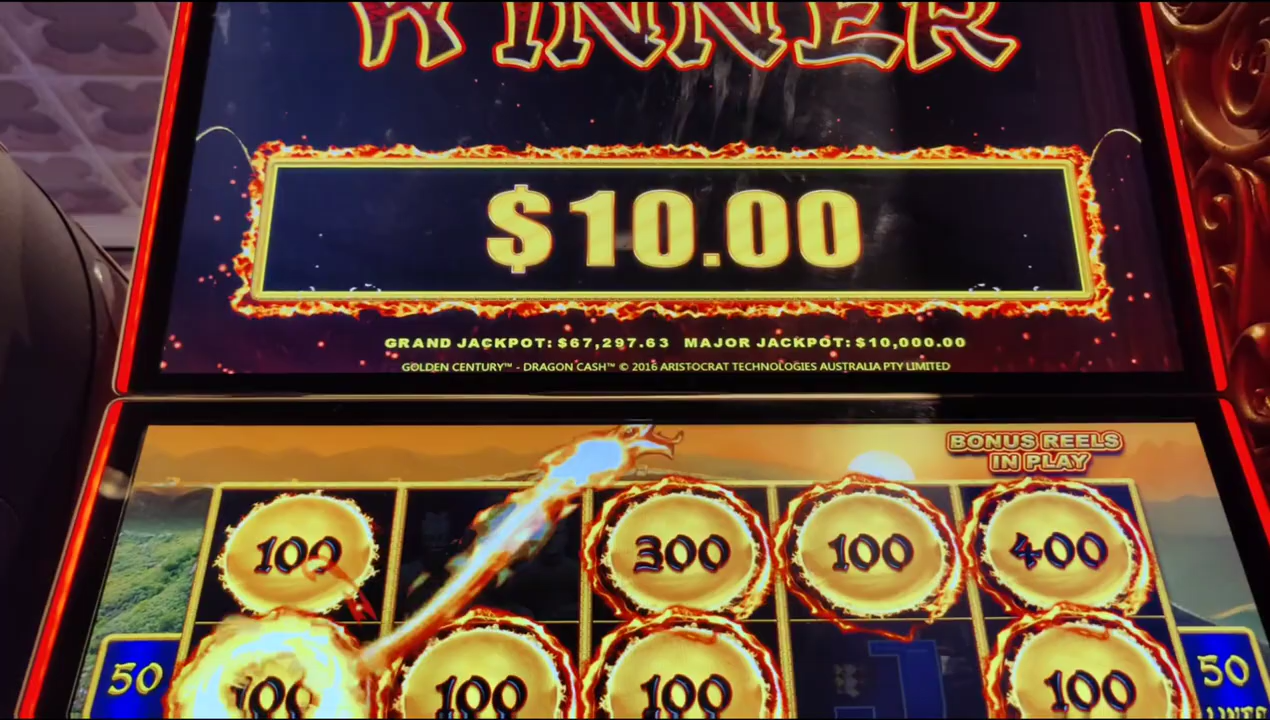 WINNER
$10.00
GRAND JACKPOT: $67,297.63 MAJOR JACKPOT: $10,000.00
GOLDEN CENTURY™ - DRAGON CASH™ © 2016 ARISTOCRAT TECHNOLOGIES AUSTRALIA PTY LIMITED
BONUS REELS
IN PLAY
100 300 100 400
50 100 100 100 100 50
LINES